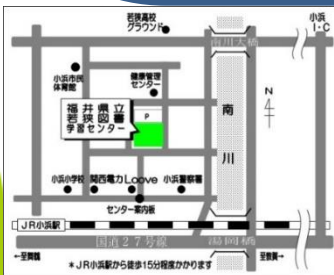 若狭高校
グラウンド
小浜
I・C
南川大橋
小浜市民
体育館
健康管理
センター
P
N
福井県立
若狭図書
学習センター
南
川
小浜小学校
関西電力Loove
小浜警察署
センター案内板
JR小浜駅
国道27号線
湯岡橋
←至舞鶴
至敦賀→
*JR小浜駅から徒歩15分程度かかります